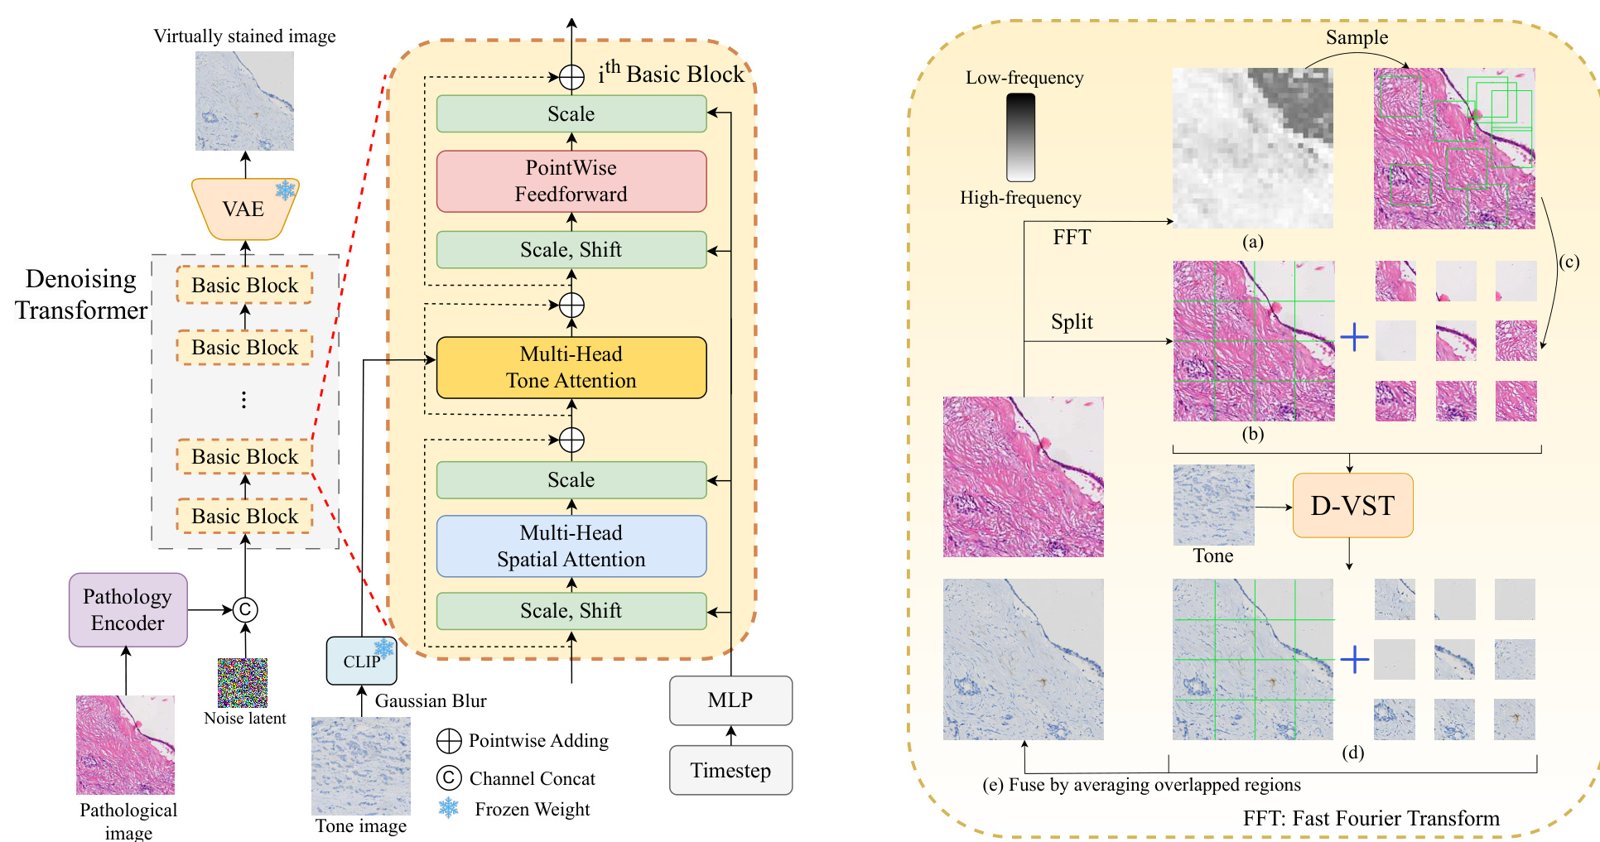 Virtually stained image
VAE
Denoising
Transformer
Basic Block
Basic Block
⋮
Basic Block
Basic Block
Pathology
Encoder
C
Noise latent
Pathological
image
i^th Basic Block
Scale
PointWise
Feedforward
Scale, Shift
Multi-Head
Tone Attention
Scale
Multi-Head
Spatial Attention
Scale, Shift
CLIP
Gaussian Blur
Tone image
MLP
Timestep
Pointwise Adding
C Channel Concat
Frozen Weight
Sample
Low-frequency
High-frequency
FFT
(a)
(c)
Split
(b)
D-VST
Tone
(d)
(e) Fuse by averaging overlapped regions
FFT: Fast Fourier Transform